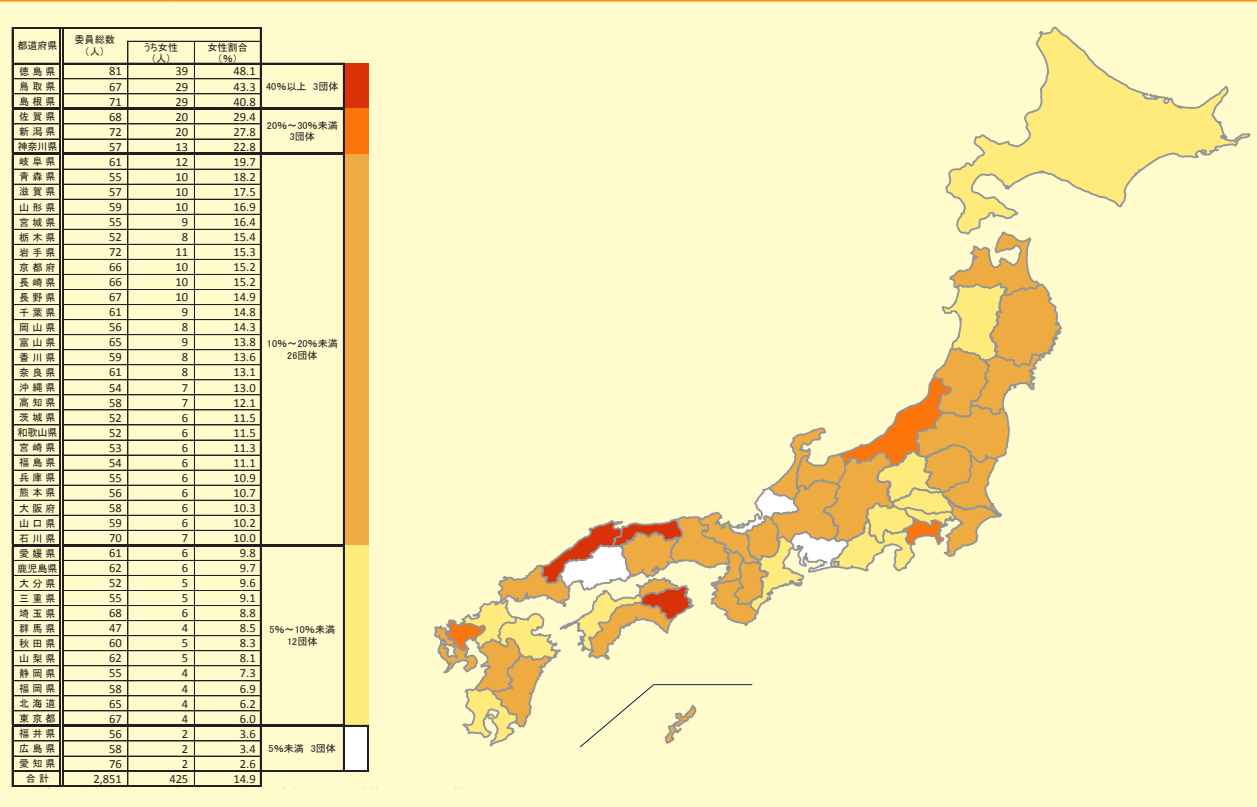 都道府県 委員総数（人） うち女性（人） 女性割合（%）
徳島県 81 39 48.1
鳥取県 67 29 43.3
島根県 71 29 40.8
40%以上 3団体
佐賀県 68 20 29.4
新潟県 72 20 27.8
神奈川県 57 13 22.8
20%～30%未満
3団体
岐阜県 61 12 19.7
青森県 55 10 18.2
滋賀県 57 10 17.5
山形県 59 10 16.9
宮城県 55 9 16.4
栃木県 52 8 15.4
岩手県 72 11 15.3
京都府 66 10 15.2
長崎県 66 10 15.2
長野県 67 10 14.9
千葉県 61 9 14.8
岡山県 56 8 14.3
富山県 65 9 13.8
香川県 59 8 13.6
奈良県 61 8 13.1
沖縄県 54 7 13.0
高知県 58 7 12.1
茨城県 52 6 11.5
和歌山県 52 6 11.5
宮崎県 53 6 11.3
福島県 54 6 11.1
兵庫県 55 6 10.9
熊本県 56 6 10.7
大阪府 58 6 10.3
山口県 59 6 10.2
石川県 70 7 10.0
10%～20%未満
26団体
愛媛県 61 6 9.8
鹿児島県 62 6 9.7
大分県 52 5 9.6
三重県 55 5 9.1
埼玉県 68 6 8.8
群馬県 47 4 8.5
秋田県 60 5 8.3
山梨県 62 5 8.1
静岡県 55 4 7.3
福岡県 58 4 6.9
北海道 65 4 6.2
東京都 67 4 6.0
5%～10%未満
12団体
福井県 56 2 3.6
広島県 58 2 3.4
愛知県 76 2 2.6
5%未満 3団体
合計 2,851 425 14.9